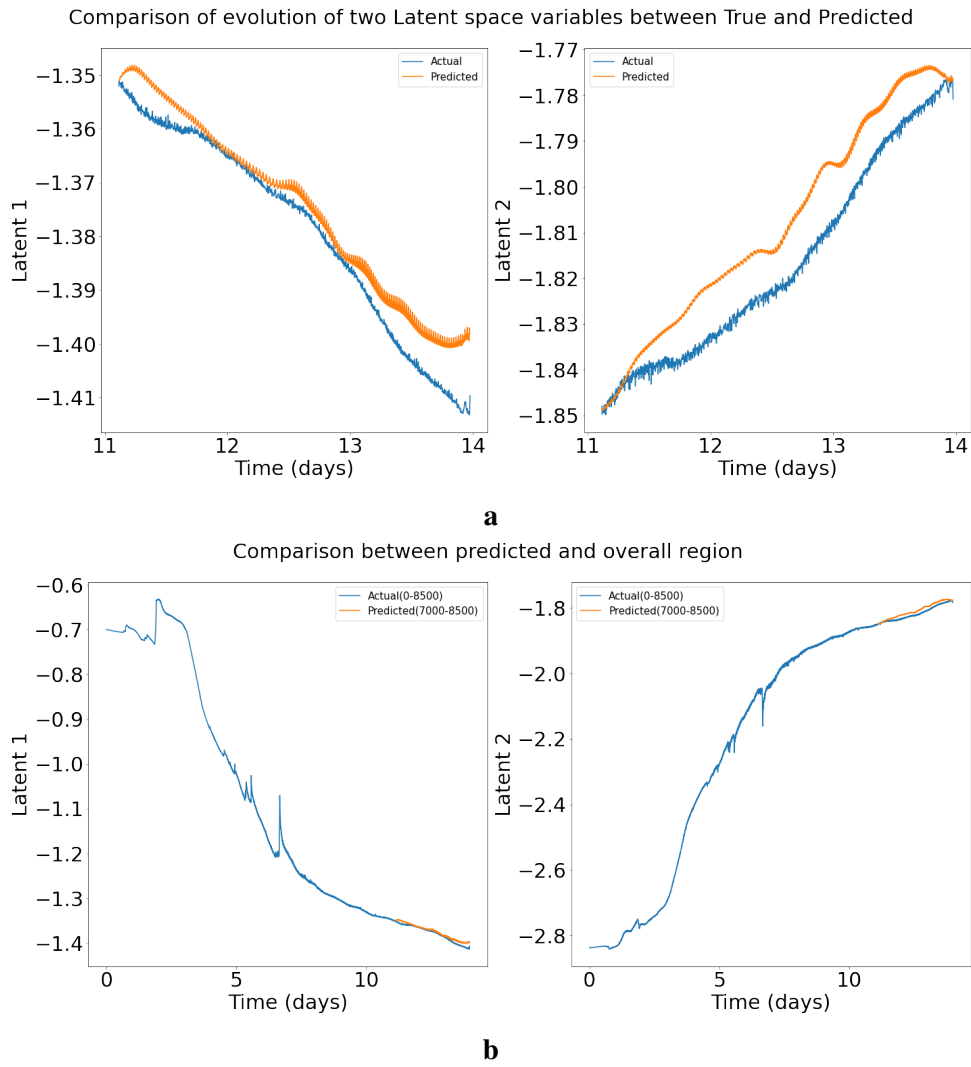 Comparison of evolution of two Latent space variables between True and Predicted
Actual
Predicted
−1.35
−1.36
−1.37
−1.38
−1.39
−1.40
−1.41
Latent 1
11
12
13
14
Time (days)
Actual
Predicted
−1.77
−1.78
−1.79
−1.80
−1.81
−1.82
−1.83
−1.84
−1.85
Latent 2
11
12
13
14
Time (days)
a
Comparison between predicted and overall region
Actual(0-8500)
Predicted(7000-8500)
−0.6
−0.7
−0.8
−0.9
−1.0
−1.1
−1.2
−1.3
−1.4
Latent 1
0
5
10
Time (days)
Actual(0-8500)
Predicted(7000-8500)
−1.8
−2.0
−2.2
−2.4
−2.6
−2.8
Latent 2
0
5
10
Time (days)
b